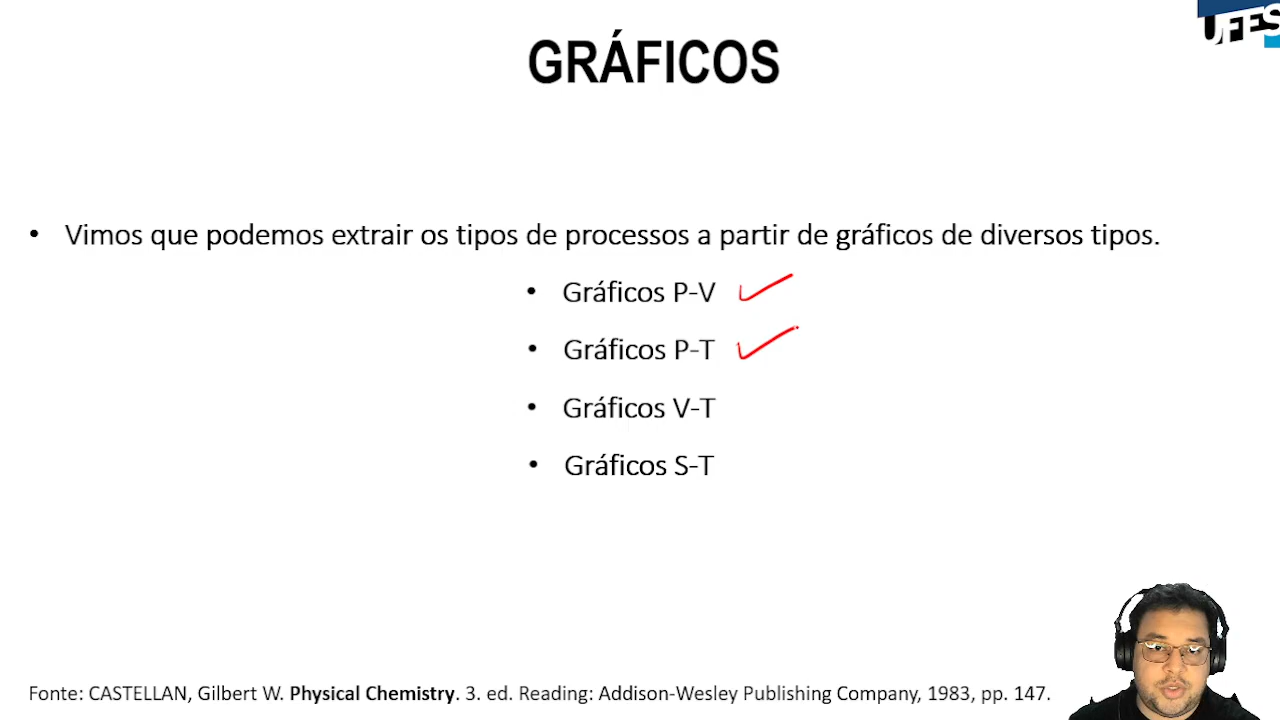 UFES
GRÁFICOS
• Vimos que podemos extrair os tipos de processos a partir de gráficos de diversos tipos.
• Gráficos P-V
• Gráficos P-T
• Gráficos V-T
• Gráficos S-T
Fonte: CASTELLAN, Gilbert W. Physical Chemistry. 3. ed. Reading: Addison-Wesley Publishing Company, 1983, pp. 147.